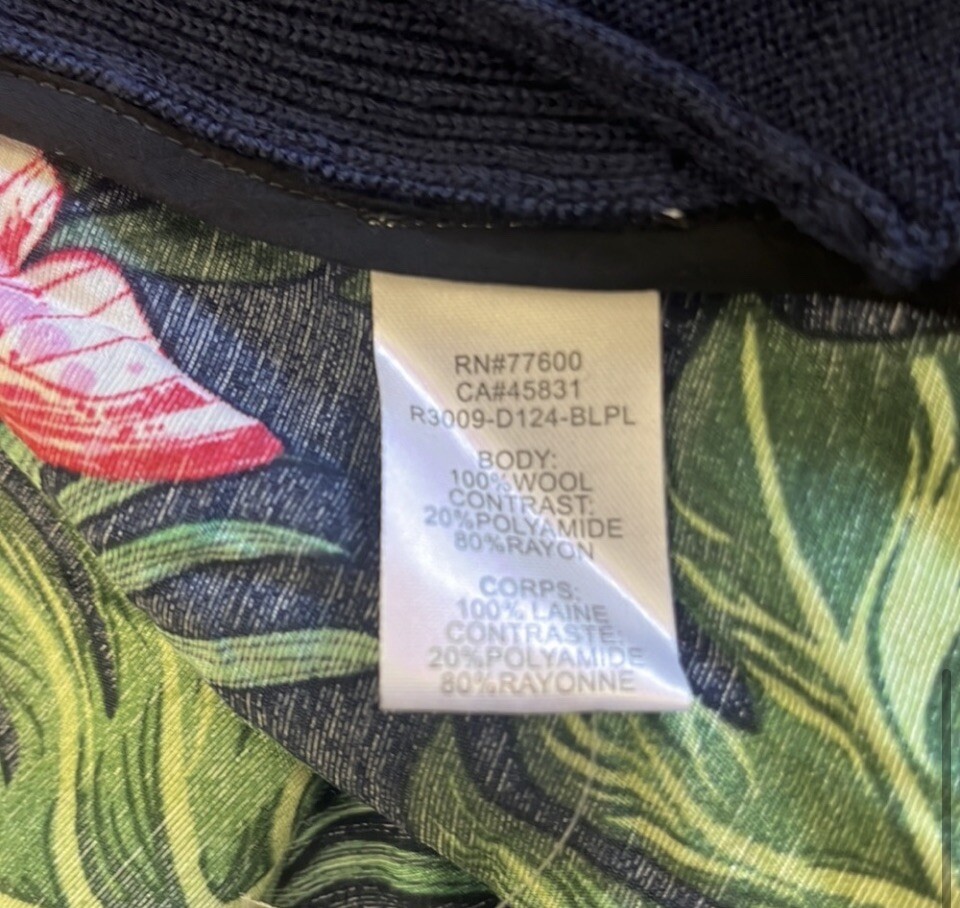 RN#77600
CA#45831
R3009-D124-BLPL
BODY:
100%WOOL
CONTRAST:
20%POLYAMIDE
80%RAYON
CORPS:
100% LAINE
CONTRASTE:
20%POLYAMIDE
80%RAYONNE